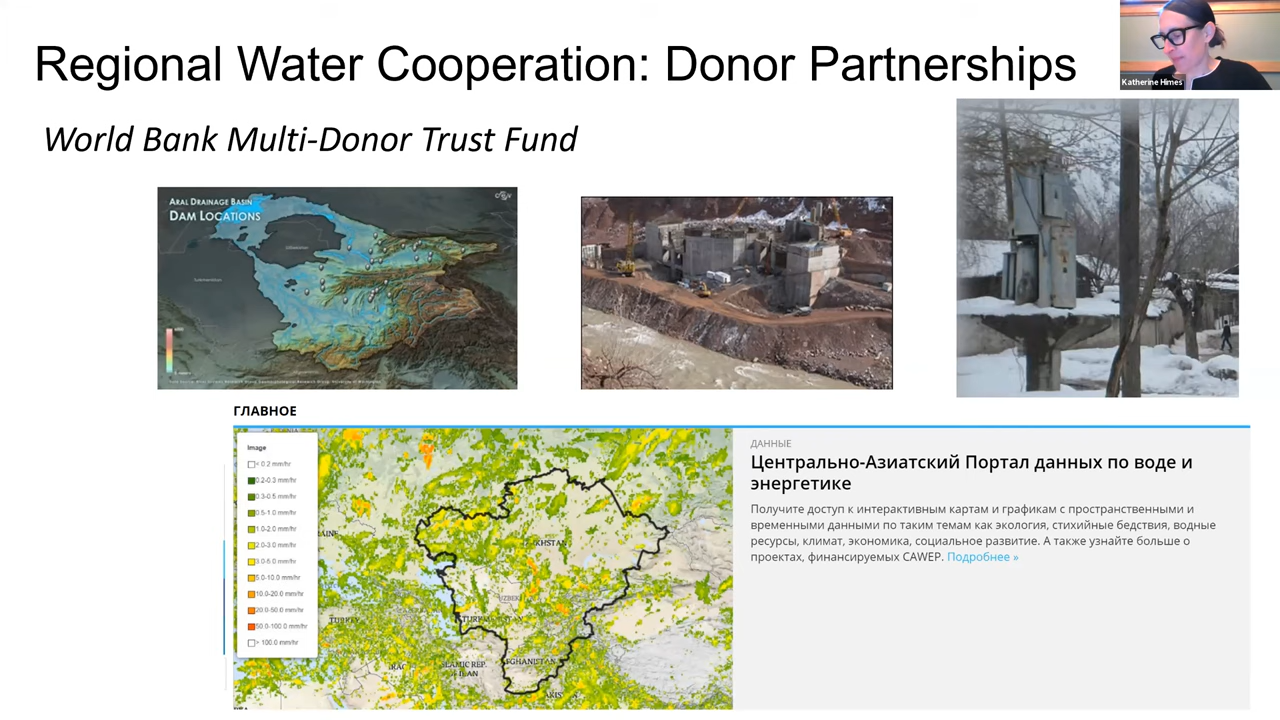 Regional Water Cooperation: Donor Partnerships
Katherine Himes
World Bank Multi-Donor Trust Fund
ARAL DRAINAGE BASIN
DAM LOCATIONS
ГЛАВНОЕ
Image
< 0.2 mm/hr
0.2-0.3 mm/hr
0.3-0.5 mm/hr
0.5-1.0 mm/hr
1.0-2.0 mm/hr
2.0-3.0 mm/hr
3.0-5.0 mm/hr
5.0-10.0 mm/hr
10.0-20.0 mm/hr
20.0-50.0 mm/hr
50.0-100.0 mm/hr
> 100.0 mm/hr
AINE
KHSTAN
UZBEKI
TURKEY
TURKMENISTAN
IRAQ
ISLAMIC REP.
IRAN
AFGHANISTAN
ДАННЫЕ
Центрально-Азиатский Портал данных по воде и
энергетике
Получите доступ к интерактивным картам и графикам с пространственными и
временными данными по таким темам как экология, стихийные бедствия, водные
ресурсы, климат, экономика, социальное развитие. А также узнайте больше о
проектах, финансируемых CAWEP. Подробнее »